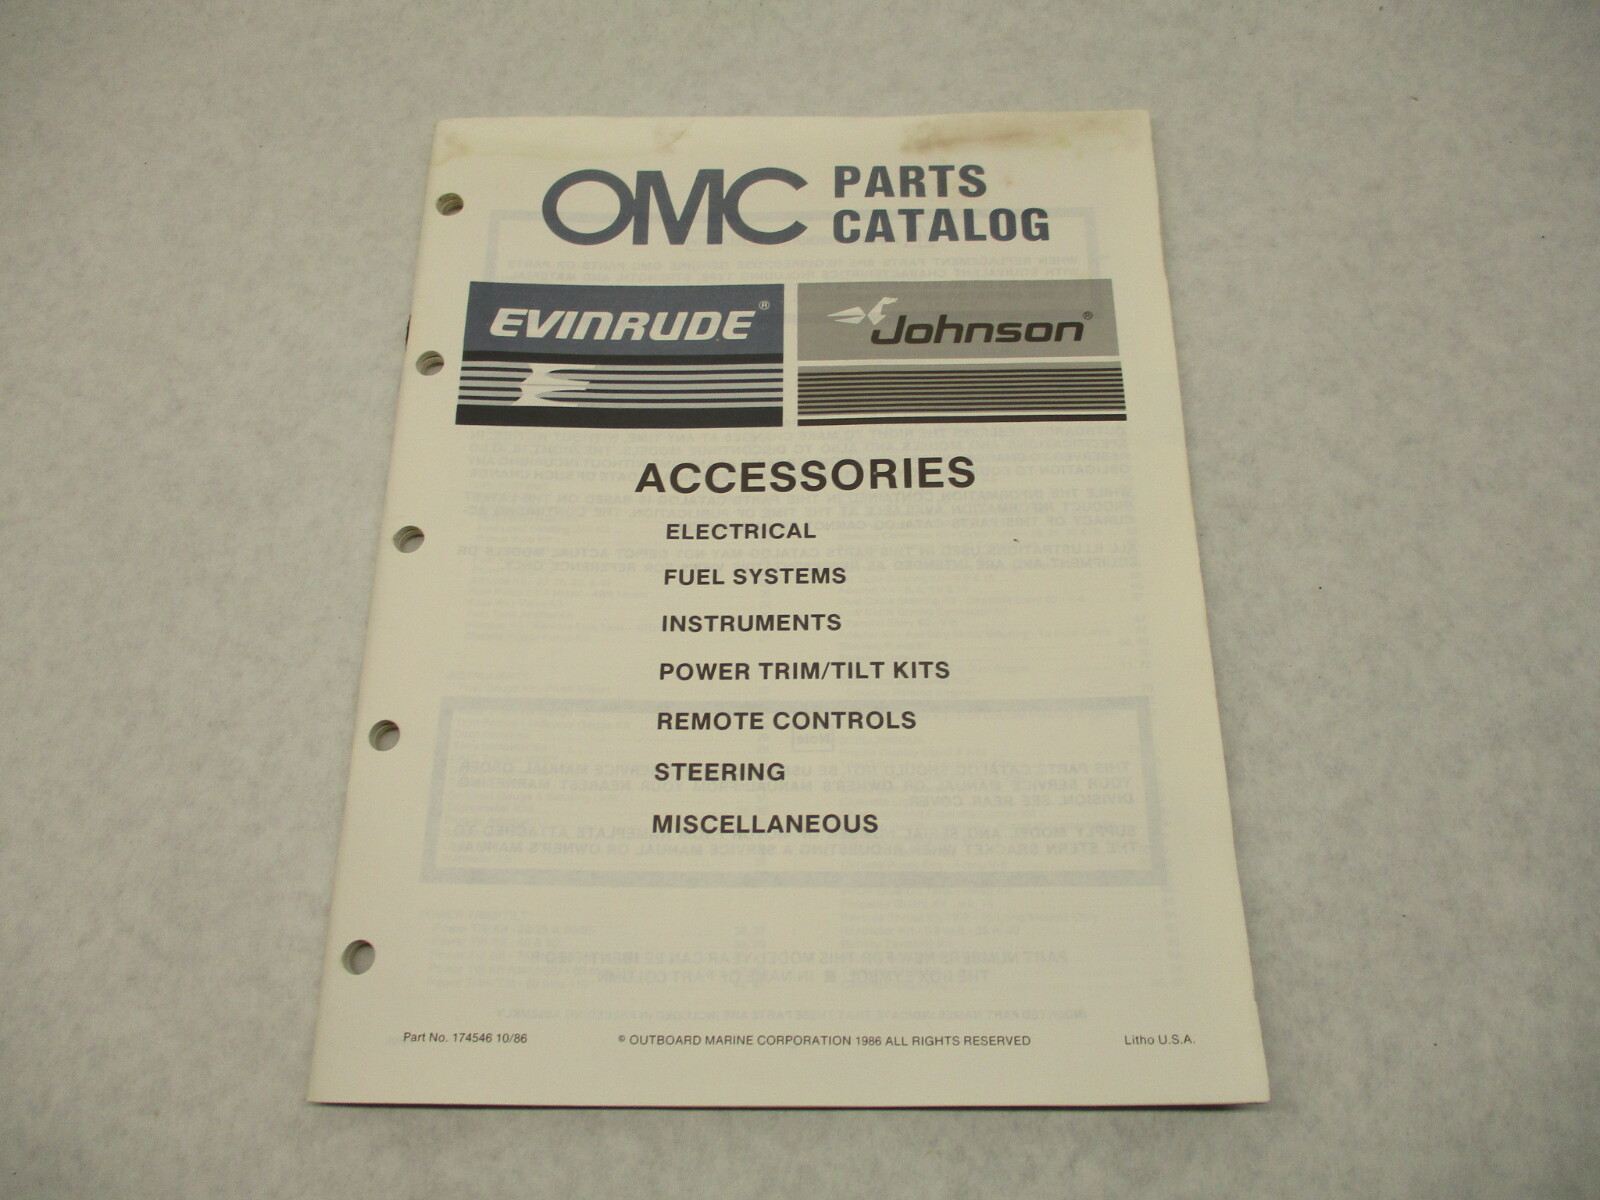 OMC PARTS
CATALOG
EVINRUDE®
Johnson®
ACCESSORIES
ELECTRICAL
FUEL SYSTEMS
INSTRUMENTS
POWER TRIM/TILT KITS
REMOTE CONTROLS
STEERING
MISCELLANEOUS
Part No. 174546 10/86
© OUTBOARD MARINE CORPORATION 1986 ALL RIGHTS RESERVED
Litho U.S.A.